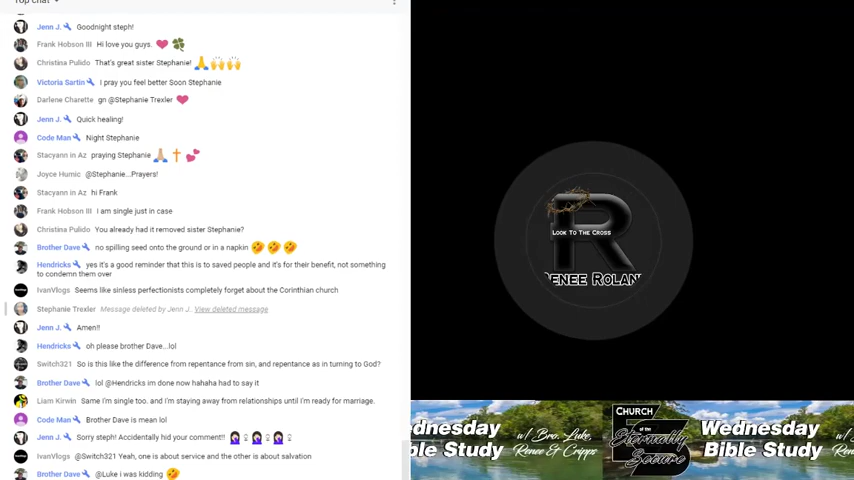 Top chat
Jenn J. Goodnight steph!
Frank Hobson III Hi love you guys.
Christina Pulido That's great sister Stephanie!
Victoria Sartin I pray you feel better Soon Stephanie
Darlene Charette gn @Stephanie Trexler
Jenn J. Quick healing!
Code Man Night Stephanie
Stacyann in Az praying Stephanie
Joyce Humic @Stephanie...Prayers!
Stacyann in Az hi Frank
Frank Hobson III I am single just in case
Christina Pulido You already had it removed sister Stephanie?
Brother Dave no spilling seed onto the ground or in a napkin
Hendricks yes it's a good reminder that this is to saved people and it's for their benefit, not something
to condemn them over
IvanVlogs Seems like sinless perfectionists completely forget about the Corinthian church
Stephanie Trexler Message deleted by Jenn J.. View deleted message
Jenn J. Amen!!
Hendricks oh please brother Dave...lol
Switch321 So is this like the difference from repentance from sin, and repentance as in turning to God?
Brother Dave lol @Hendricks im done now hahaha had to say it
Liam Kirwin Same I'm single too. and I'm staying away from relationships until I'm ready for marriage.
Code Man Brother Dave is mean lol
Jenn J. Sorry steph! Accidentally hid your comment!!
IvanVlogs @Switch321 Yeah, one is about service and the other is about salvation
Brother Dave @Luke i was kidding
R
LOOK TO THE CROSS
RENEE ROLAN
dnesday
ble Study
w/ Bro. Luke,
Renee & Cripps
CHURCH
of the
Eternally
Secure
Wednesday
Bible Study
w/
Re